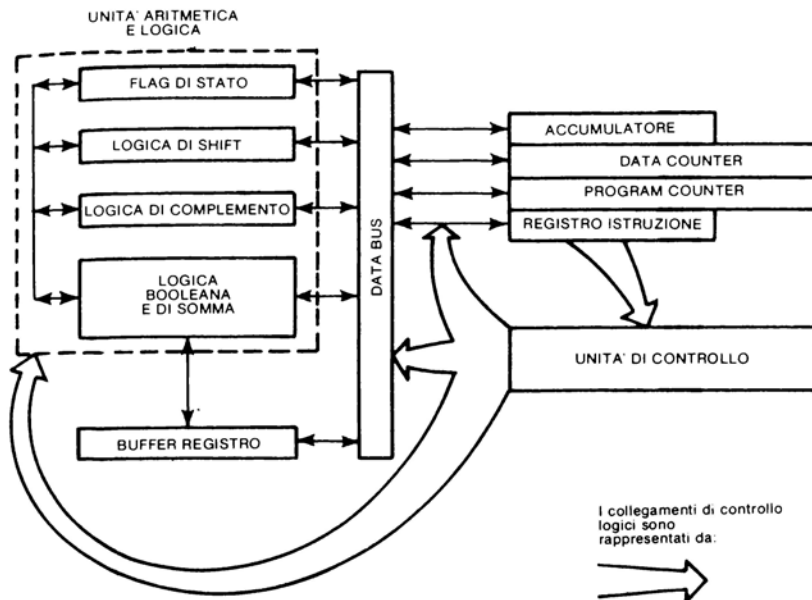 UNITA' ARITMETICA
E LOGICA
FLAG DI STATO
LOGICA DI SHIFT
LOGICA DI COMPLEMENTO
LOGICA
BOOLEANA
E DI SOMMA
BUFFER REGISTRO
DATA BUS
ACCUMULATORE
DATA COUNTER
PROGRAM COUNTER
REGISTRO ISTRUZIONE
UNITA' DI CONTROLLO
I collegamenti di controllo
logici sono
rappresentati da: